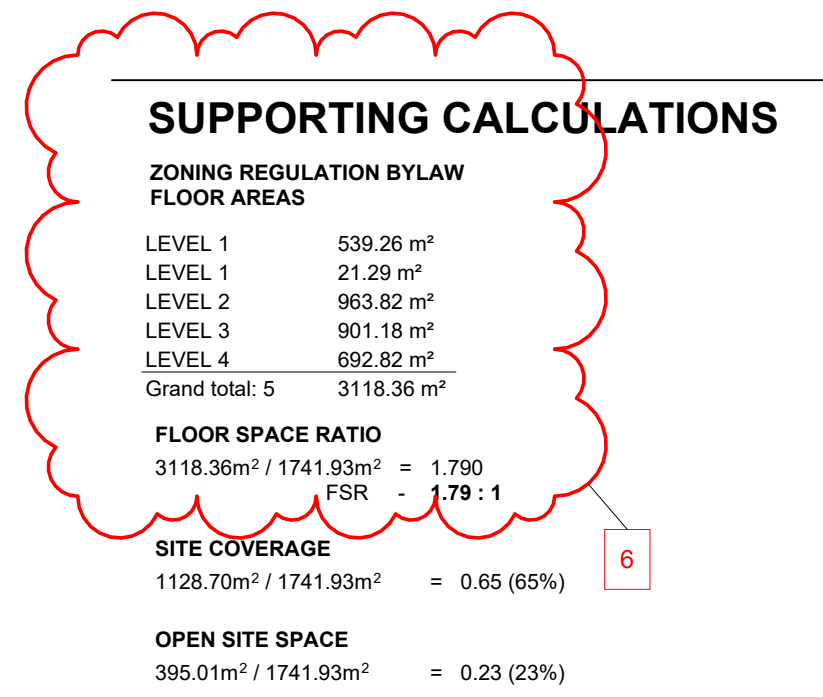 SUPPORTING CALCULATIONS
ZONING REGULATION BYLAW
FLOOR AREAS
LEVEL 1 539.26 m²
LEVEL 1 21.29 m²
LEVEL 2 963.82 m²
LEVEL 3 901.18 m²
LEVEL 4 692.82 m²
Grand total: 5 3118.36 m²
FLOOR SPACE RATIO
3118.36m² / 1741.93m² = 1.790
FSR - 1.79 : 1
6
SITE COVERAGE
1128.70m² / 1741.93m² = 0.65 (65%)
OPEN SITE SPACE
395.01m² / 1741.93m² = 0.23 (23%)